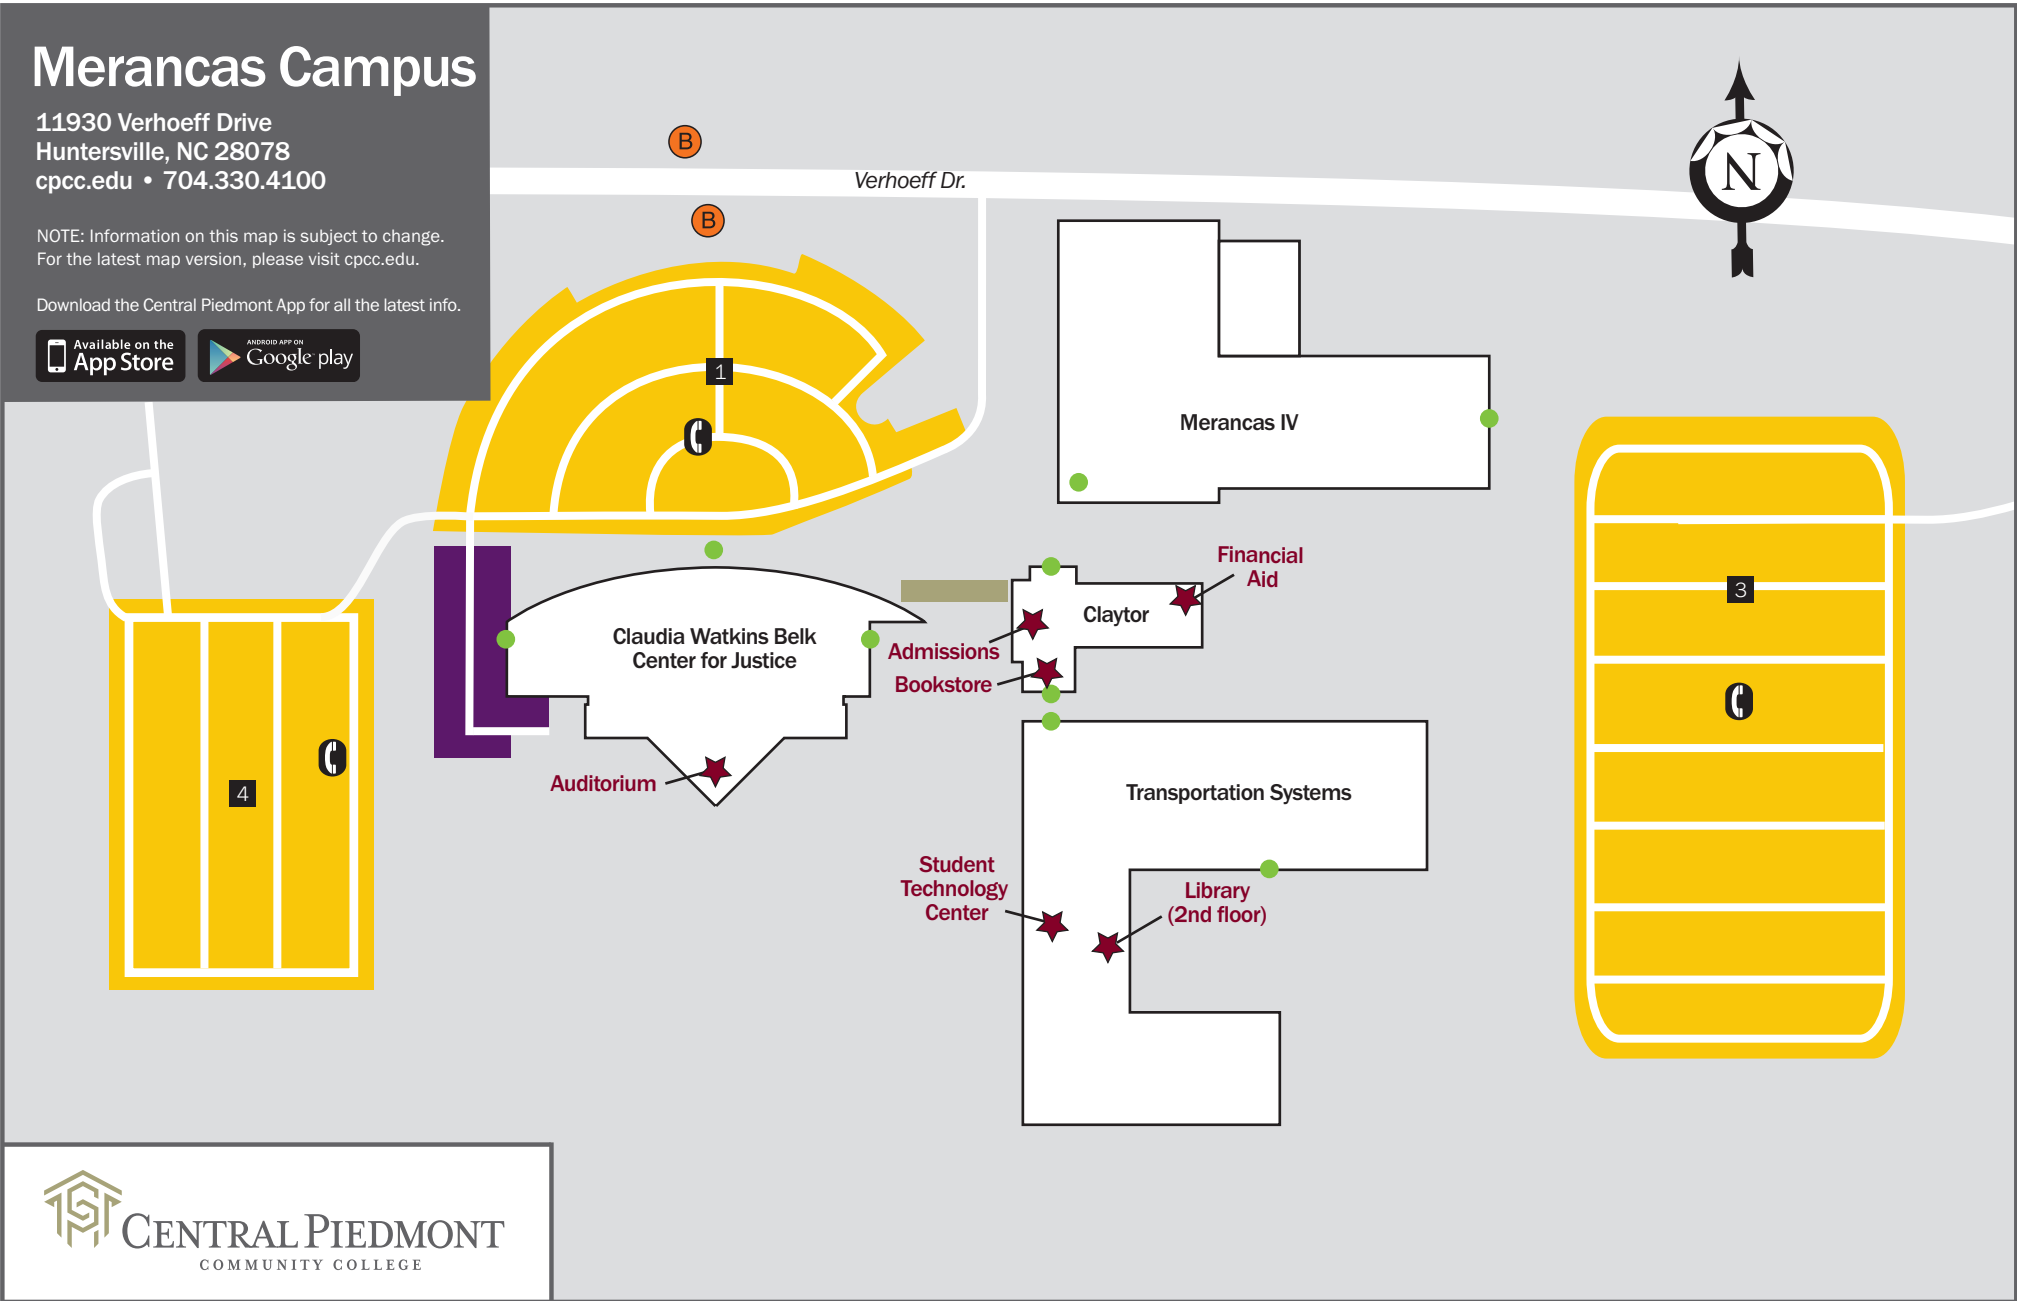 Merancas Campus
11930 Verhoeff Drive
Huntersville, NC 28078
cpcc.edu • 704.330.4100
NOTE: Information on this map is subject to change.
For the latest map version, please visit cpcc.edu.
Download the Central Piedmont App for all the latest info.
Available on the
App Store
ANDROID APP ON
Google play
B
Verhoeff Dr.
B
N
1
Merancas IV
Financial
Aid
Claytor
3
Claudia Watkins Belk
Center for Justice
Admissions
Bookstore
Auditorium
4
Transportation Systems
Student
Technology
Center
Library
(2nd floor)
CENTRAL PIEDMONT
COMMUNITY COLLEGE